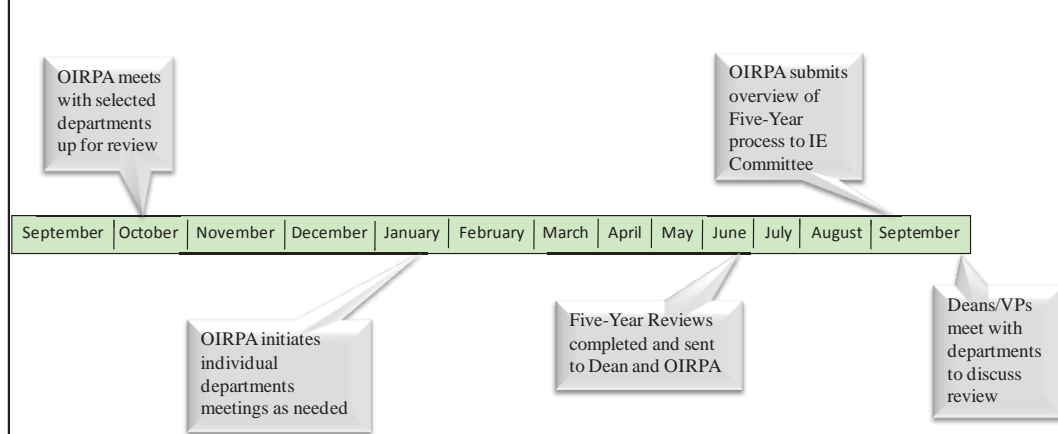 OIRPA meets
with selected
departments
up for review
OIRPA submits
overview of
Five-Year
process to IE
Committee
September October November December January February March April May June July August September
OIRPA initiates
individual
departments
meetings as needed
Five-Year Reviews
completed and sent
to Dean and OIRPA
Deans/VPs
meet with
departments
to discuss
review